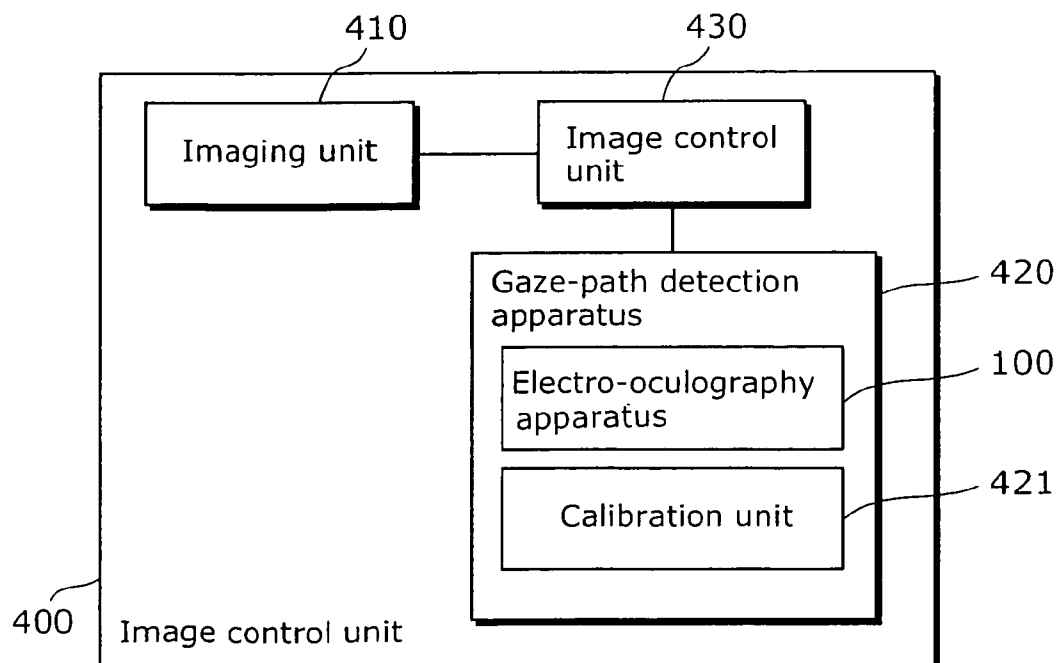 410
430
Imaging unit
Image control
unit
Gaze-path detection
apparatus
420
Electro-oculography
apparatus
100
Calibration unit
421
400
Image control unit